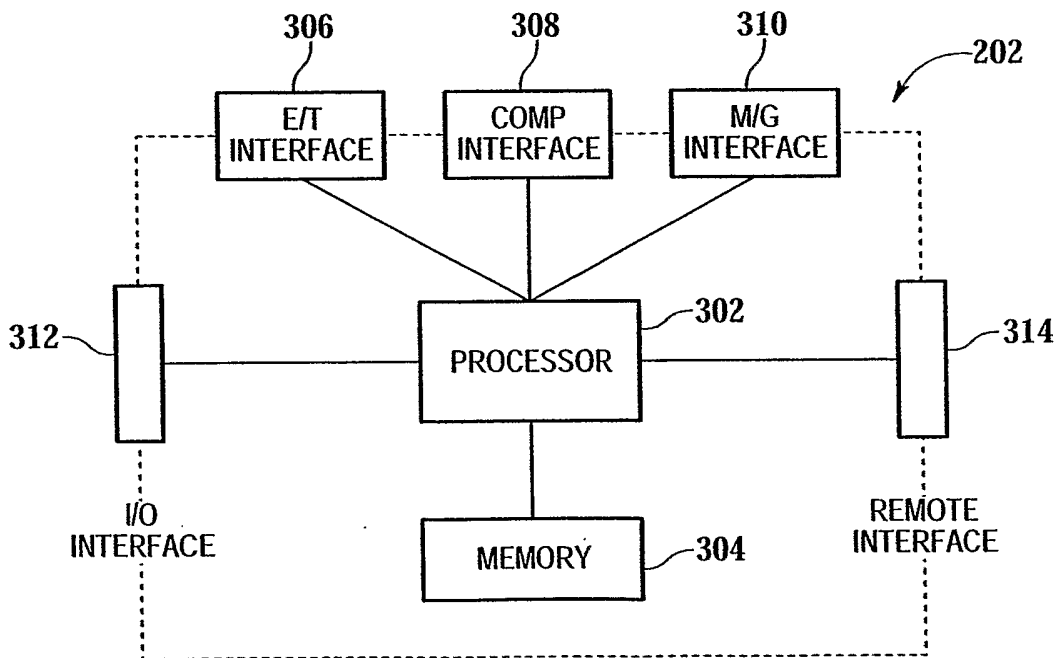 306
308
310
202
E/T
INTERFACE
COMP
INTERFACE
M/G
INTERFACE
302
312
PROCESSOR
314
I/O
INTERFACE
REMOTE
INTERFACE
MEMORY
304